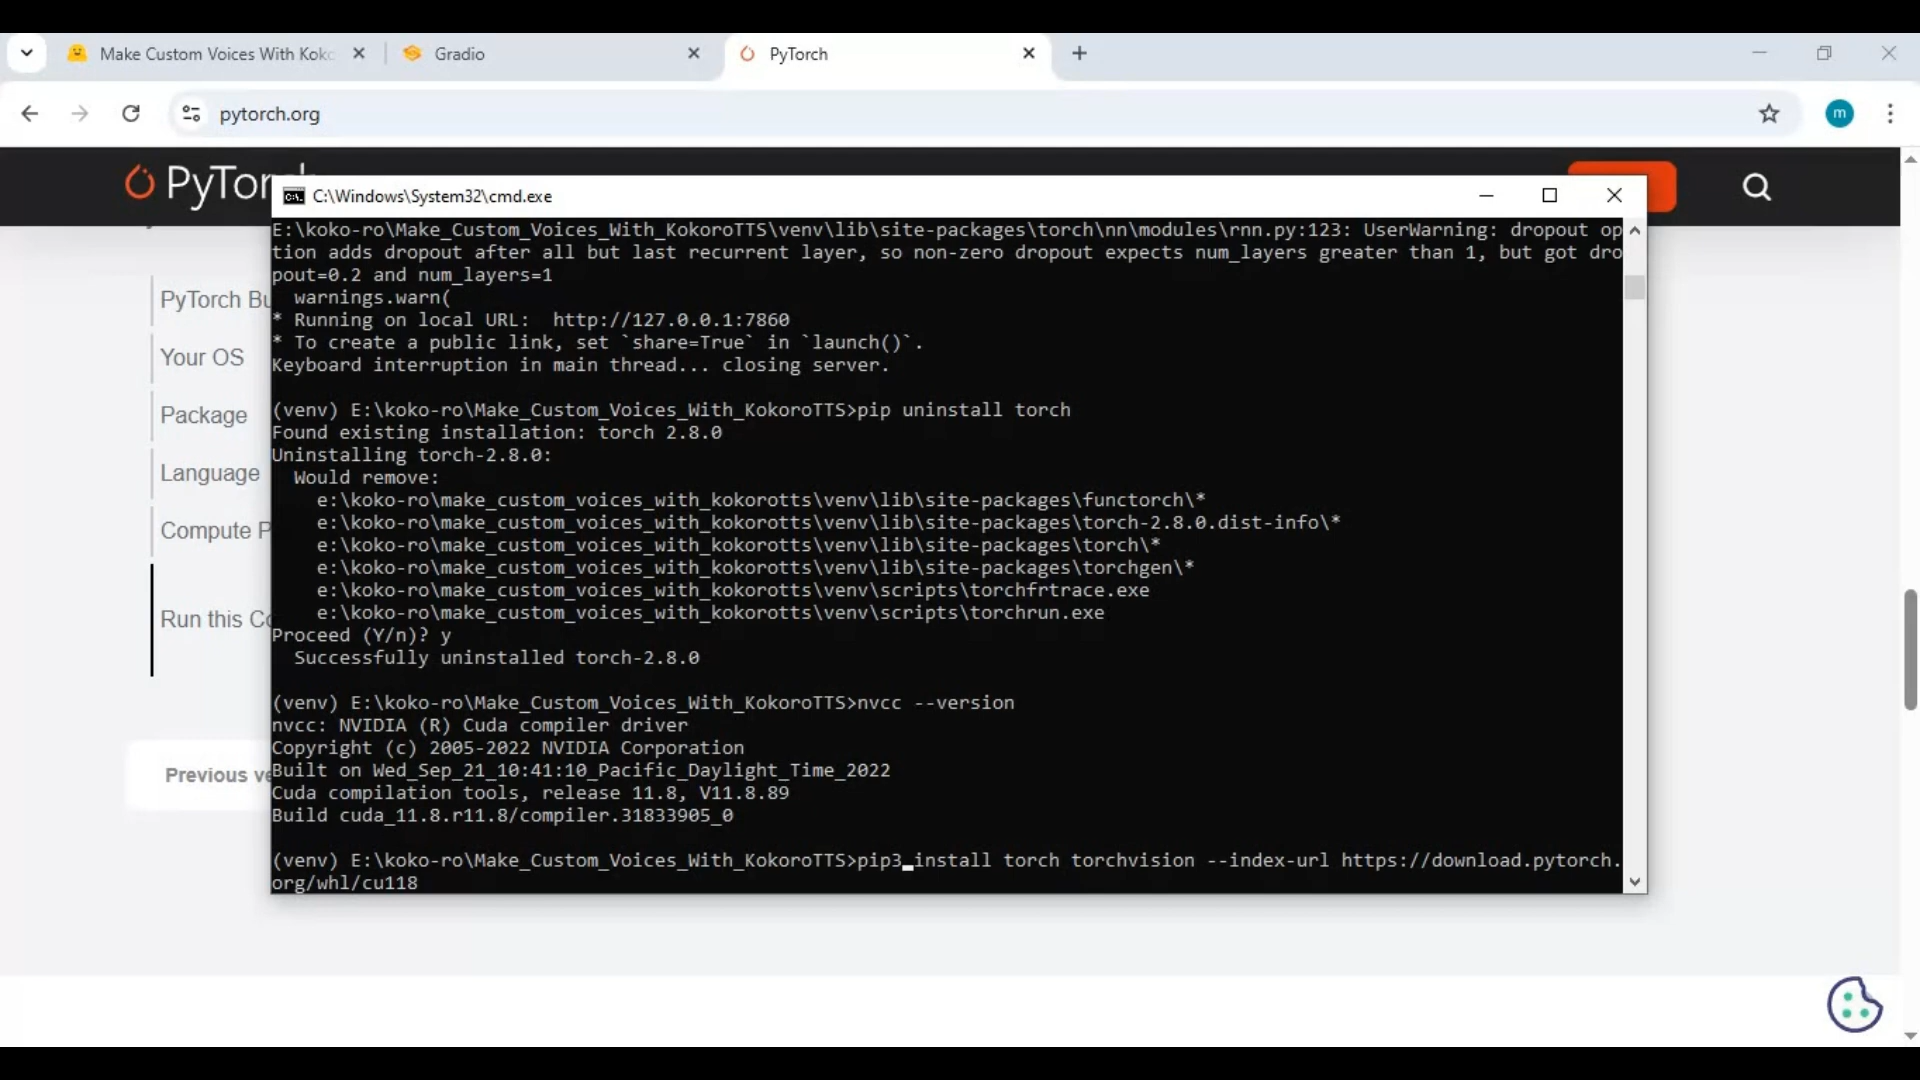 Make Custom Voices With Koko
Gradio
PyTorch
pytorch.org
m
PyTor
C:\Windows\System32\cmd.exe
E:\koko-ro\Make_Custom_Voices_With_KokoroTTS\venv\lib\site-packages\torch\nn\modules\rnn.py:123: UserWarning: dropout op
tion adds dropout after all but last recurrent layer, so non-zero dropout expects num_layers greater than 1, but got dro
pout=0.2 and num_layers=1
warnings.warn(
* Running on local URL:  http://127.0.0.1:7860
* To create a public link, set `share=True` in `launch()`.
Keyboard interruption in main thread... closing server.
(venv) E:\koko-ro\Make_Custom_Voices_With_KokoroTTS>pip uninstall torch
Found existing installation: torch 2.8.0
Uninstalling torch-2.8.0:
Would remove:
e:\koko-ro\make_custom_voices_with_kokorotts\venv\lib\site-packages\functorch\*
e:\koko-ro\make_custom_voices_with_kokorotts\venv\lib\site-packages\torch-2.8.0.dist-info\*
e:\koko-ro\make_custom_voices_with_kokorotts\venv\lib\site-packages\torch\*
e:\koko-ro\make_custom_voices_with_kokorotts\venv\lib\site-packages\torchgen\*
e:\koko-ro\make_custom_voices_with_kokorotts\venv\scripts\torchfrtrace.exe
e:\koko-ro\make_custom_voices_with_kokorotts\venv\scripts\torchrun.exe
Proceed (Y/n)? y
Successfully uninstalled torch-2.8.0
(venv) E:\koko-ro\Make_Custom_Voices_With_KokoroTTS>nvcc --version
nvcc: NVIDIA (R) Cuda compiler driver
Copyright (c) 2005-2022 NVIDIA Corporation
Built on Wed_Sep_21_10:41:10_Pacific_Daylight_Time_2022
Cuda compilation tools, release 11.8, V11.8.89
Build cuda_11.8.r11.8/compiler.31833905_0
(venv) E:\koko-ro\Make_Custom_Voices_With_KokoroTTS>pip3 install torch torchvision --index-url https://download.pytorch.
org/whl/cu118
PyTorch Bu
Your OS
Package
Language
Compute P
Run this Co
Previous ve